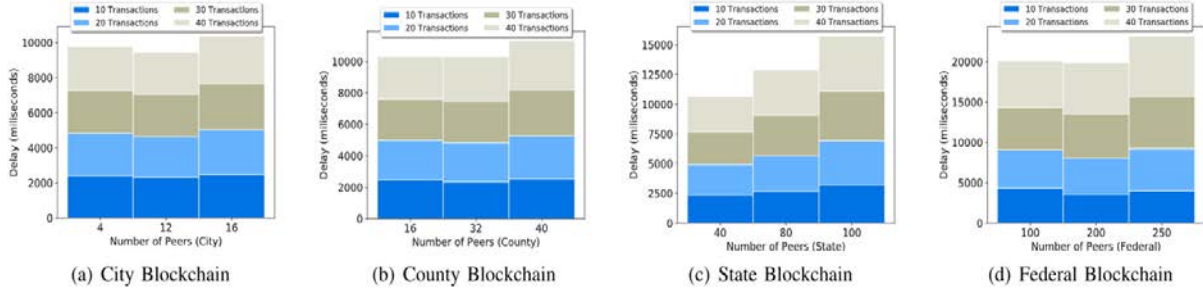 10 Transactions 30 Transactions
20 Transactions 40 Transactions
Delay (miliseconds)
10000
8000
6000
4000
2000
0
4 12 16
Number of Peers (City)
(a) City Blockchain
10 Transactions 30 Transactions
20 Transactions 40 Transactions
Delay (miliseconds)
10000
8000
6000
4000
2000
0
16 32 40
Number of Peers (County)
(b) County Blockchain
10 Transactions 30 Transactions
20 Transactions 40 Transactions
Delay (miliseconds)
15000
12500
10000
7500
5000
2500
0
40 80 100
Number of Peers (State)
(c) State Blockchain
10 Transactions 30 Transactions
20 Transactions 40 Transactions
Delay (miliseconds)
20000
15000
10000
5000
0
100 200 250
Number of Peers (Federal)
(d) Federal Blockchain